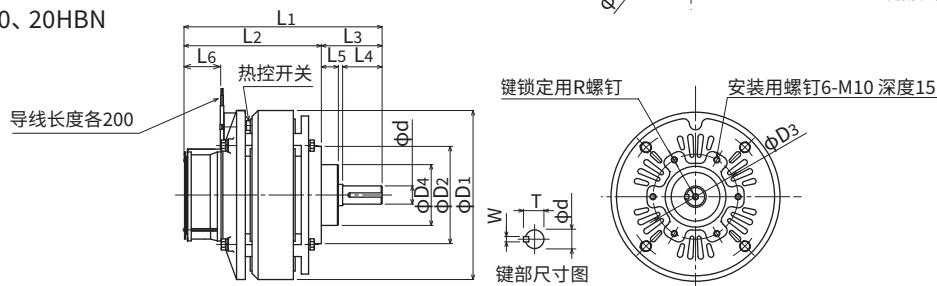 0、20HBN
L1
L2
L3
L6
L5
L4
热控开关
导线长度各200
ϕd
ϕD4
ϕD2
ϕD1
键锁定用R螺钉
安装用螺钉6-M10 深度15
ϕD3
T
W
ϕd
键部尺寸图